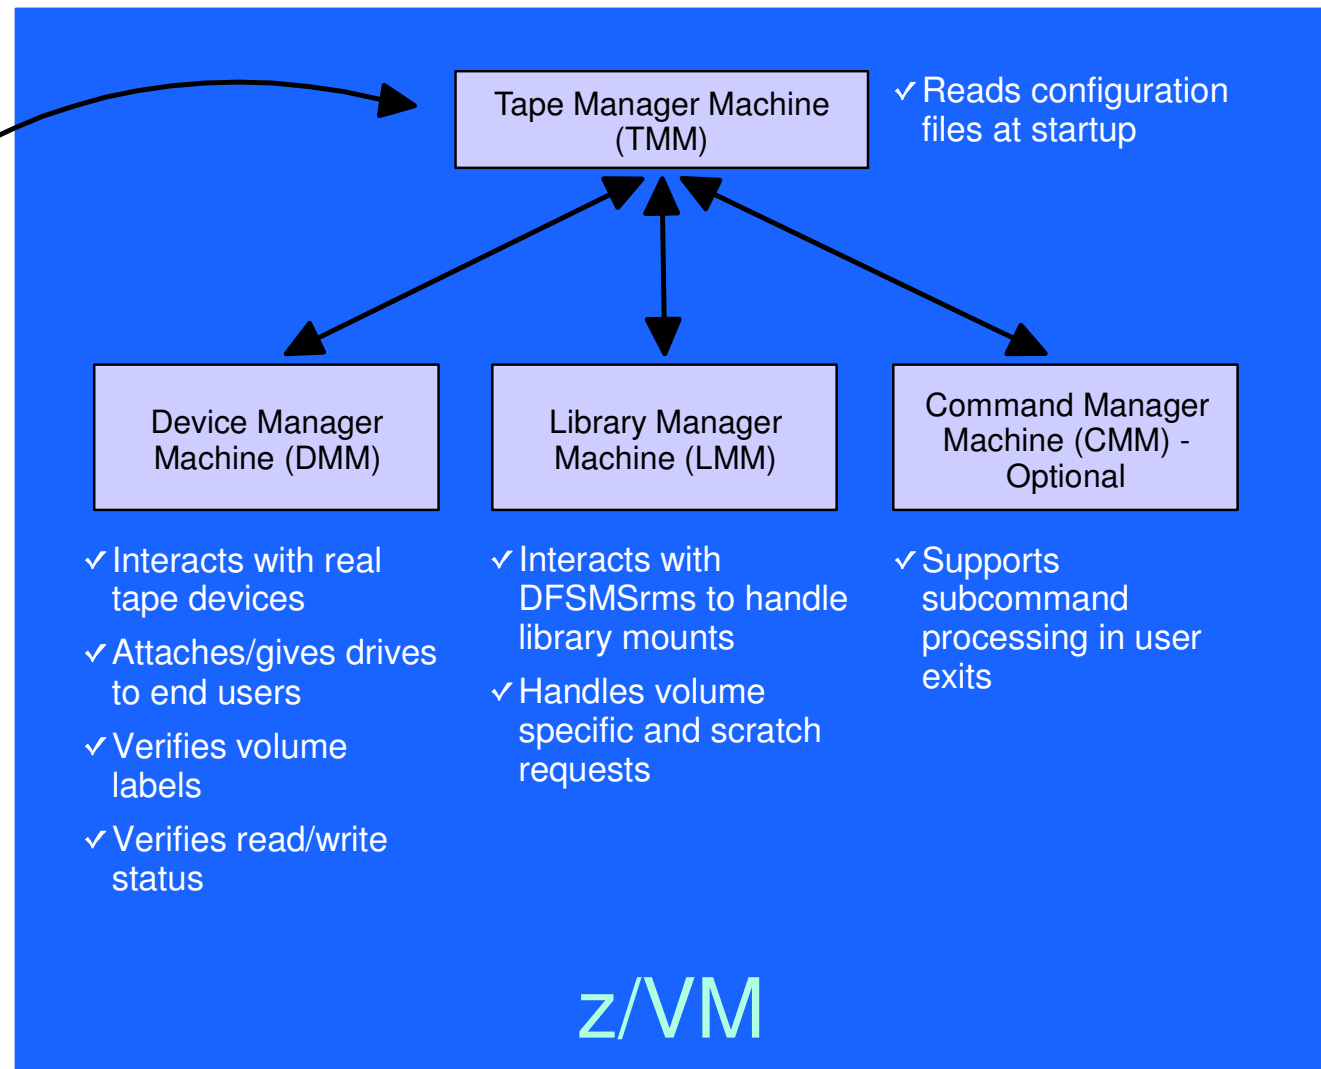 Tape Manager Machine
(TMM)
✓ Reads configuration
files at startup
Device Manager
Machine (DMM)
Library Manager
Machine (LMM)
Command Manager
Machine (CMM) -
Optional
✓ Interacts with real
tape devices
✓ Attaches/gives drives
to end users
✓ Verifies volume
labels
✓ Verifies read/write
status
✓ Interacts with
DFSMSrms to handle
library mounts
✓ Handles volume
specific and scratch
requests
✓ Supports
subcommand
processing in user
exits
z/VM